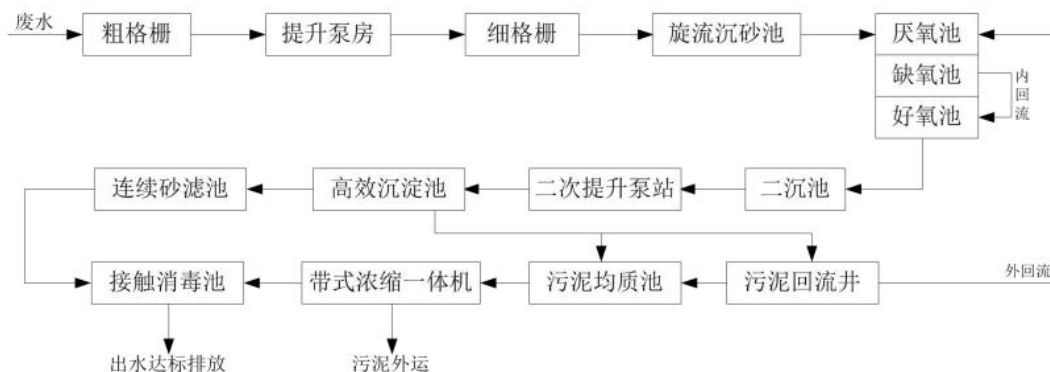 废水
粗格栅
提升泵房
细格栅
旋流沉砂池
厌氧池
缺氧池
好氧池
内回流
连续砂滤池
高效沉淀池
二次提升泵站
二沉池
接触消毒池
带式浓缩一体机
污泥均质池
污泥回流井
外回流
出水达标排放
污泥外运